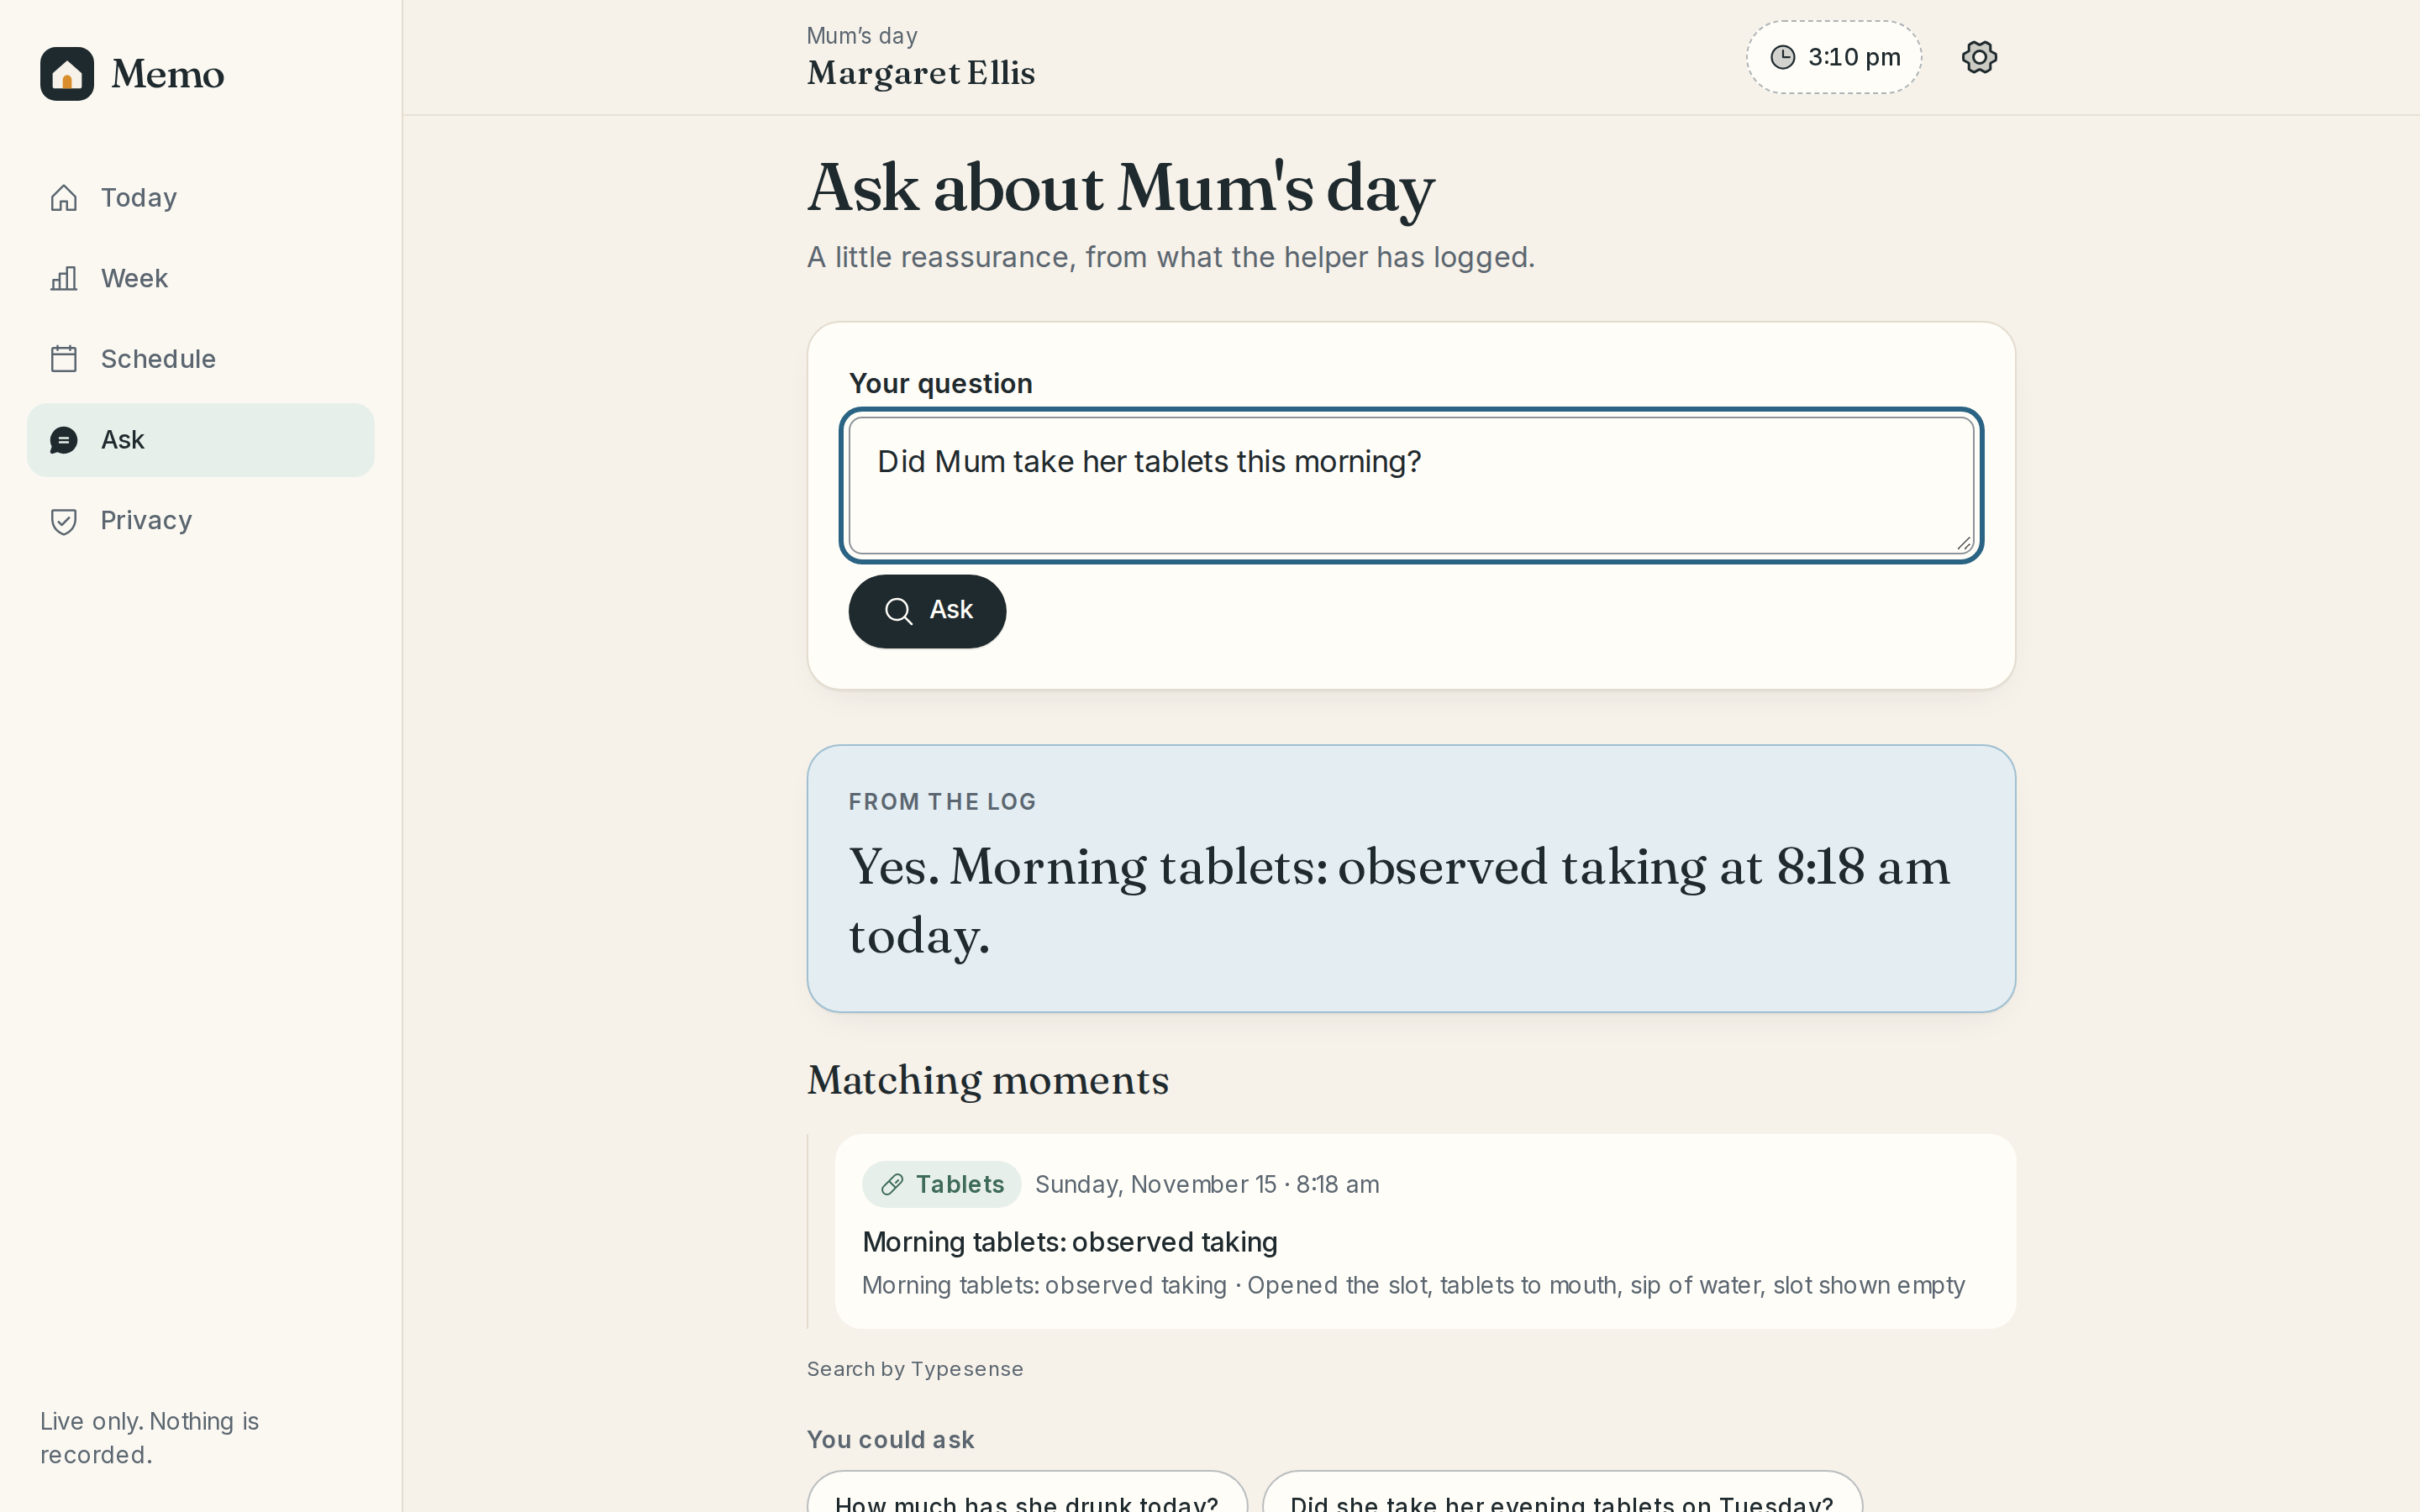 Memo
Today
Week
Schedule
Ask
Privacy
Live only. Nothing is
recorded.
Mum’s day
Margaret Ellis
3:10 pm
Ask about Mum's day
A little reassurance, from what the helper has logged.
Your question
Did Mum take her tablets this morning?
Ask
FROM THE LOG
Yes. Morning tablets: observed taking at 8:18 am
today.
Matching moments
Tablets Sunday, November 15 · 8:18 am
Morning tablets: observed taking
Morning tablets: observed taking · Opened the slot, tablets to mouth, sip of water, slot shown empty
Search by Typesense
You could ask
How much has she drunk today? Did she take her evening tablets on Tuesday?